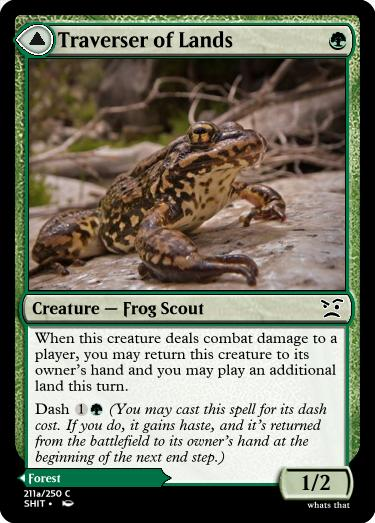 Traverser of Lands
Creature — Frog Scout
When this creature deals combat damage to a
player, you may return this creature to its
owner's hand and you may play an additional
land this turn.
Dash 1 (You may cast this spell for its dash
cost. If you do, it gains haste, and it's returned
from the battlefield to its owner's hand at the
beginning of the next end step.)
Forest
1/2
211a/250 C
SHIT •
whats that